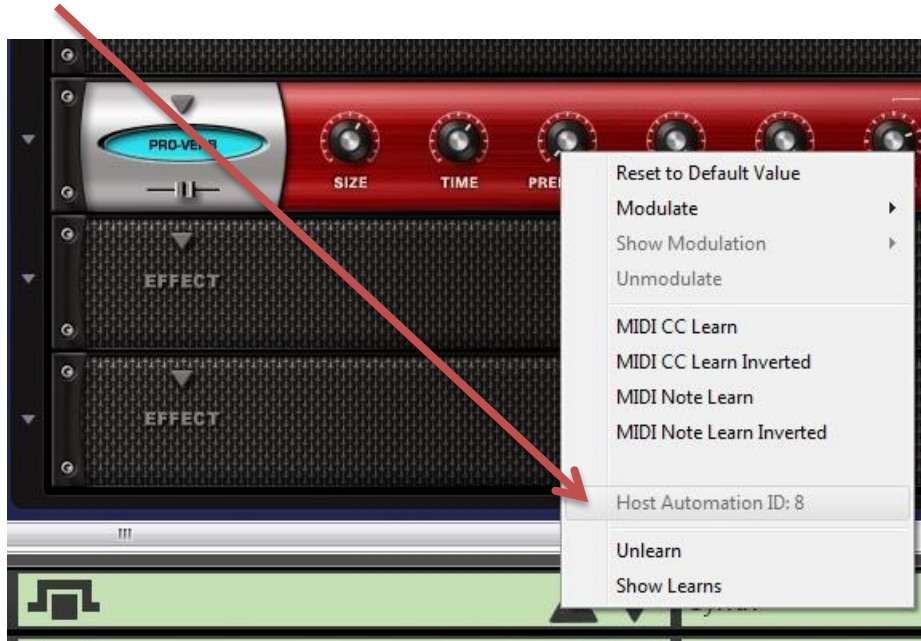 PRO-VERB
SIZE
TIME
Reset to Default Value
Modulate
Show Modulation
Unmodulate
EFFECT
MIDI CC Learn
MIDI CC Learn Inverted
MIDI Note Learn
MIDI Note Learn Inverted
EFFECT
Host Automation ID: 8
Unlearn
Show Learns